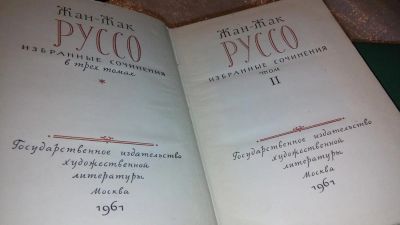 Жан-Жак
РУССО
ИЗБРАННЫЕ СОЧИНЕНИЯ
в трех томах
*
Государственное издательство
художественной
литературы
Москва
1961
Жан-Жак
РУССО
ИЗБРАННЫЕ СОЧИНЕНИЯ
ТОМ
II
Государственное издательство
художественной
литературы
Москва
1961